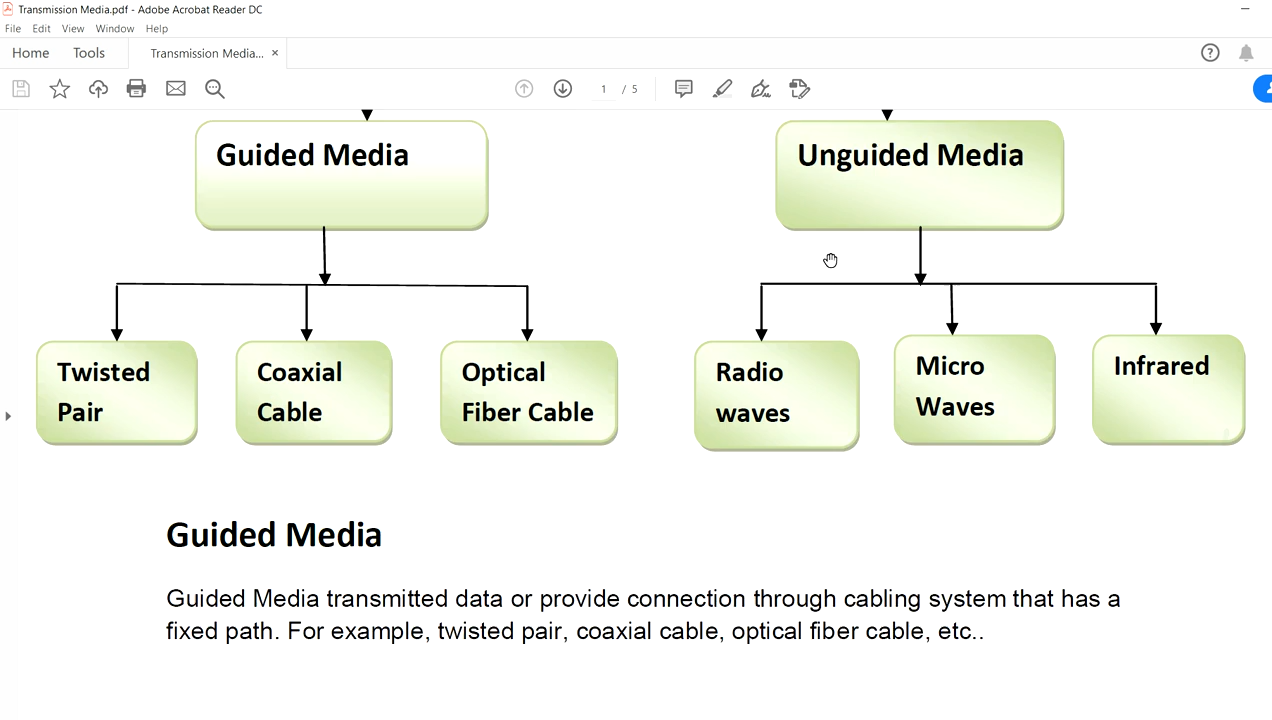 Transmission Media.pdf - Adobe Acrobat Reader DC
File Edit View Window Help
Home Tools Transmission Media... ×
1 / 5
Guided Media
Unguided Media
Twisted
Pair
Coaxial
Cable
Optical
Fiber Cable
Radio
waves
Micro
Waves
Infrared
Guided Media
Guided Media transmitted data or provide connection through cabling system that has a
fixed path. For example, twisted pair, coaxial cable, optical fiber cable, etc..